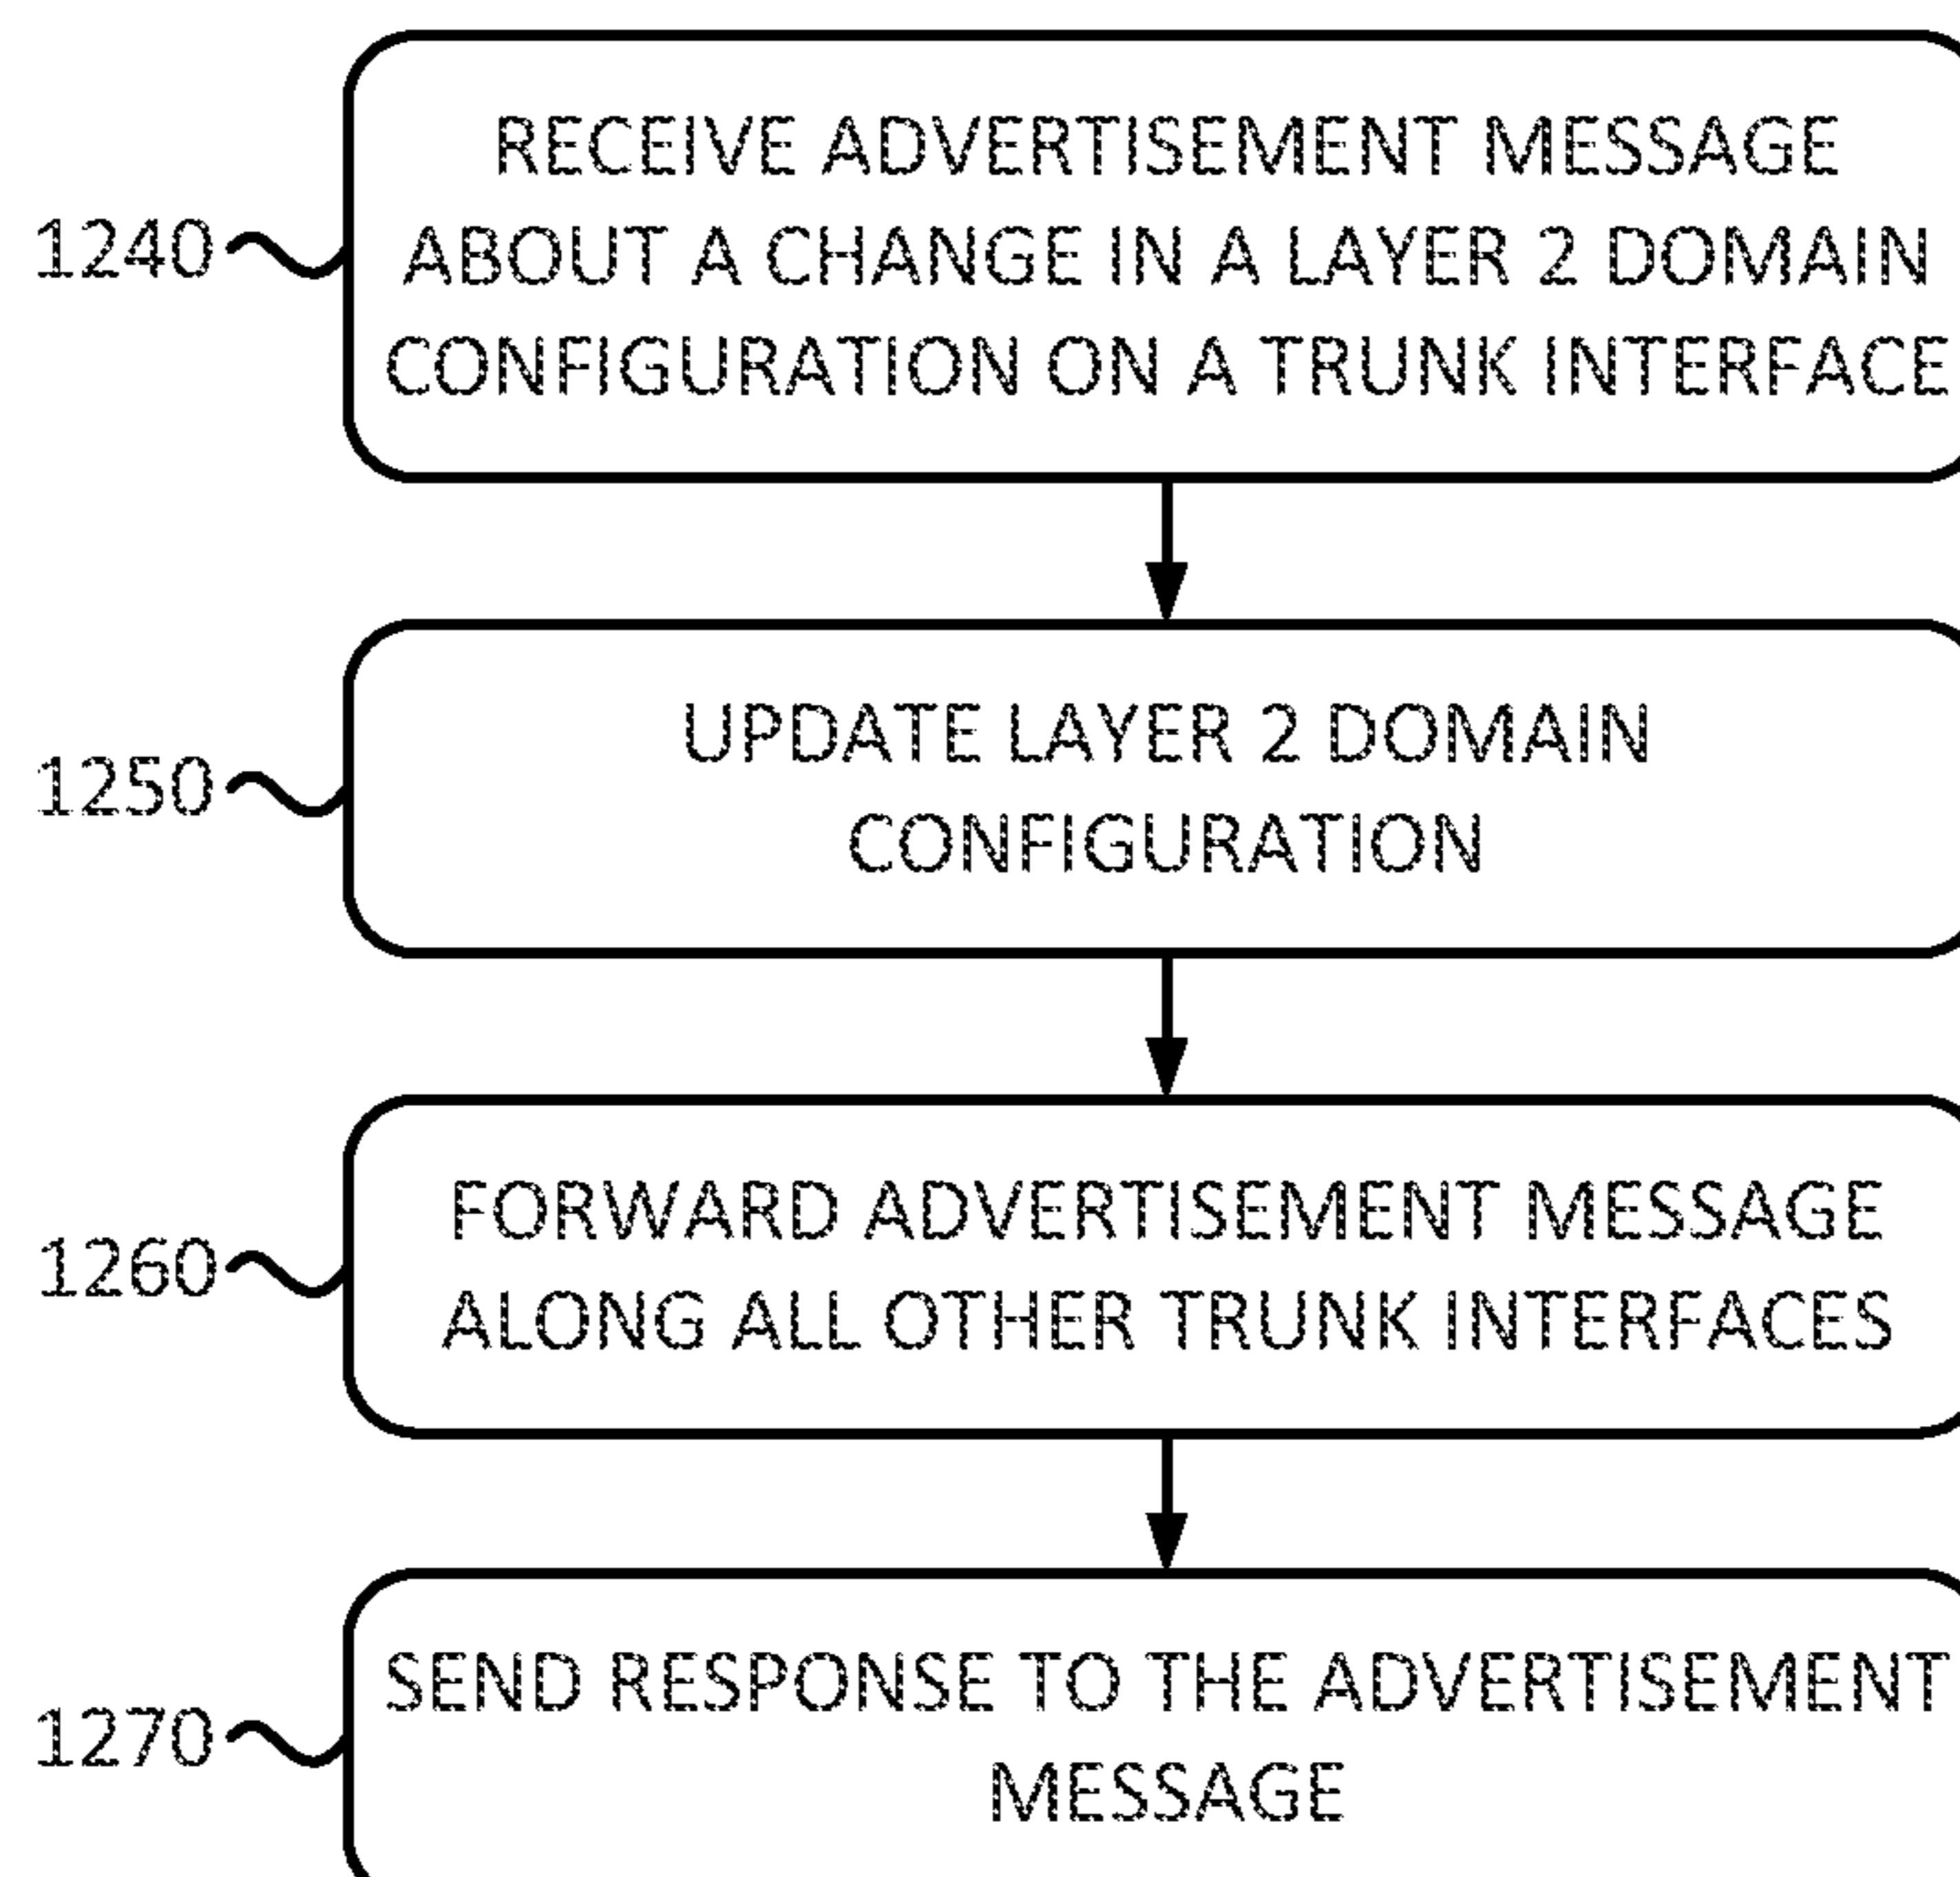 RECEIVE ADVERTISEMENT MESSAGE
1240 ABOUT A CHANGE IN A LAYER 2 DOMAIN
CONFIGURATION ON A TRUNK INTERFACE
UPDATE LAYER 2 DOMAIN
1250
CONFIGURATION
FORWARD ADVERTISEMENT MESSAGE
1260
ALONG ALL OTHER TRUNK INTERFACES
SEND RESPONSE TO THE ADVERTISEMENT
1270
MESSAGE